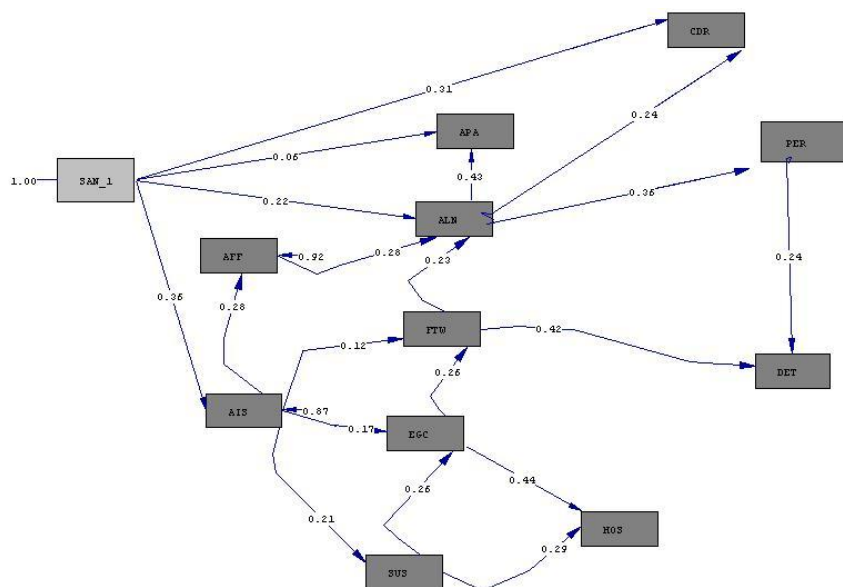 CDR
0.31
0.24
APA
PER
0.06
1.00
SAN_1
0.43
0.36
0.22
ALN
AFF
0.92
0.28
0.23
0.24
0.36
0.28
FTW
0.12
0.42
DET
AIS
0.87
0.17
EGC
0.26
0.26
0.44
0.21
HOS
0.29
SUS